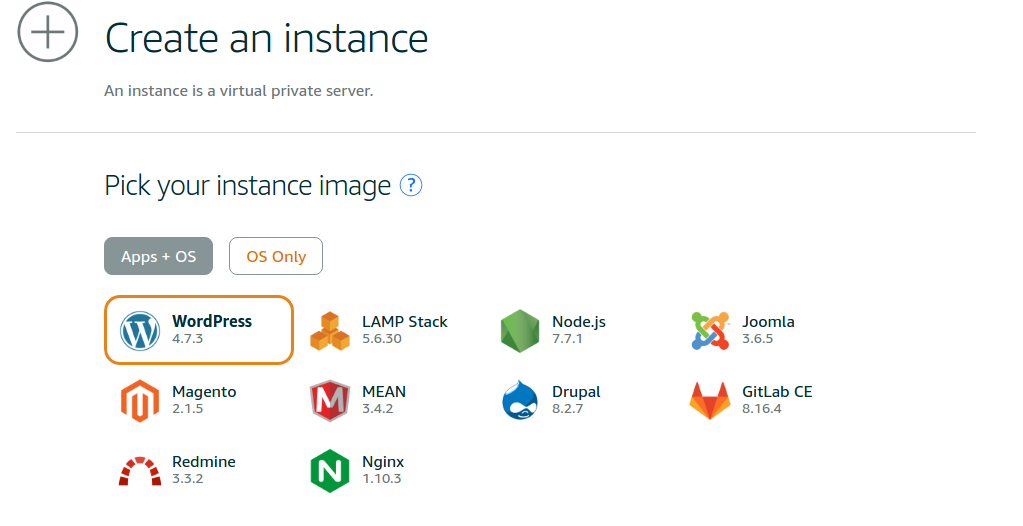 Create an instance
An instance is a virtual private server.
Pick your instance image ?
Apps + OS
OS Only
WordPress
4.7.3
LAMP Stack
5.6.30
Node.js
7.7.1
Joomla
3.6.5
Magento
2.1.5
MEAN
3.4.2
Drupal
8.2.7
GitLab CE
8.16.4
Redmine
3.3.2
Nginx
1.10.3